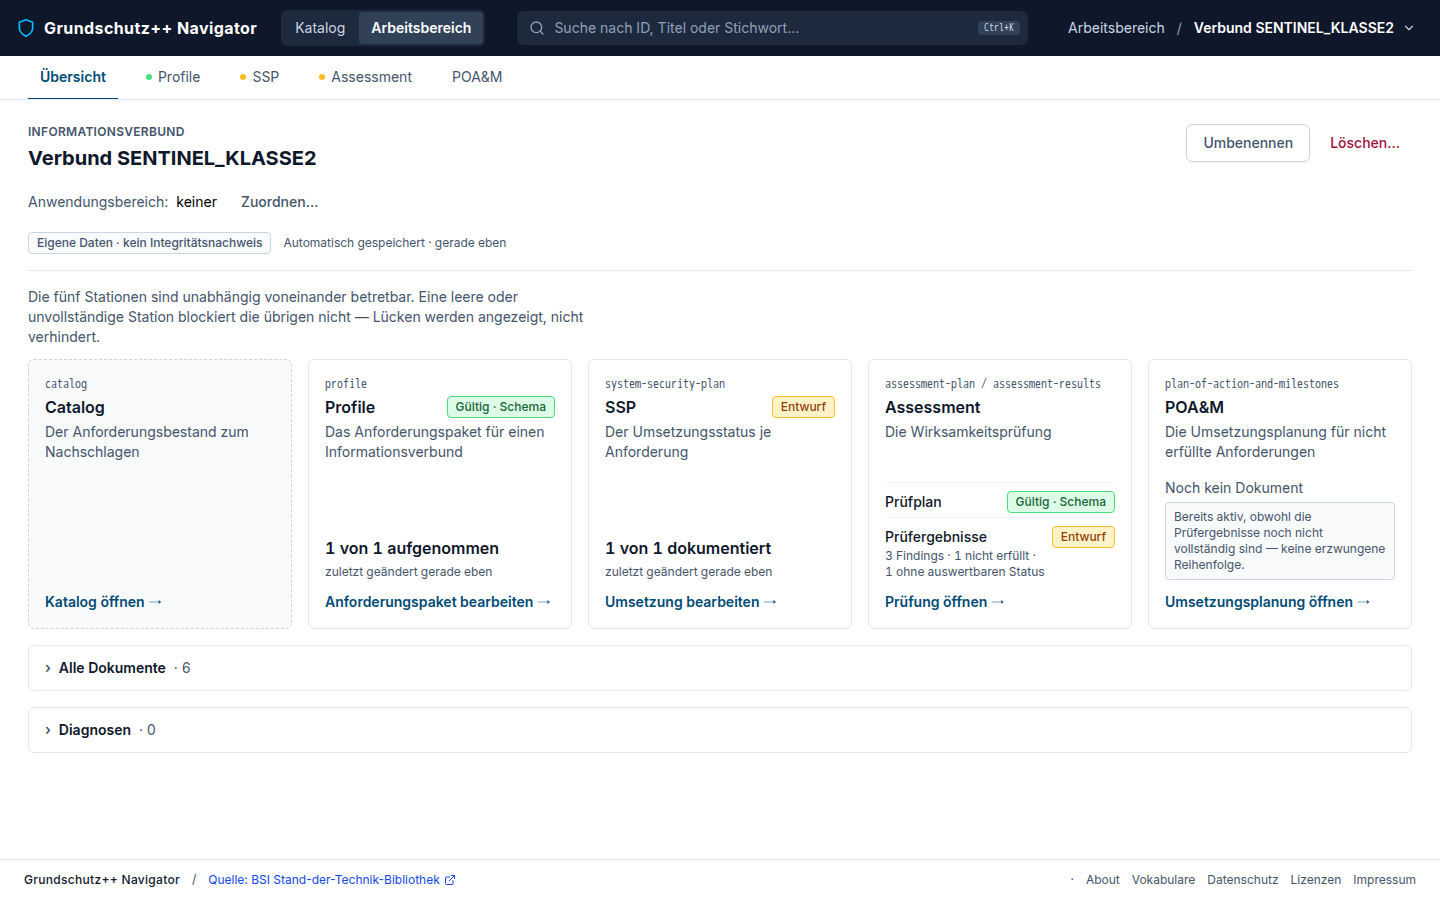 Grundschutz++ Navigator
Katalog
Arbeitsbereich
Suche nach ID, Titel oder Stichwort...
Ctrl+K
Arbeitsbereich / Verbund SENTINEL_KLASSE2
Übersicht
Profile
SSP
Assessment
POA&M
INFORMATIONSVERBUND
Verbund SENTINEL_KLASSE2
Umbenennen
Löschen...
Anwendungsbereich: keiner
Zuordnen...
Eigene Daten · kein Integritätsnachweis
Automatisch gespeichert · gerade eben
Die fünf Stationen sind unabhängig voneinander betretbar. Eine leere oder
unvollständige Station blockiert die übrigen nicht — Lücken werden angezeigt, nicht
verhindert.
catalog
Catalog
Der Anforderungsbestand zum
Nachschlagen
Katalog öffnen →
profile
Profile
Gültig · Schema
Das Anforderungspaket für einen
Informationsverbund
1 von 1 aufgenommen
zuletzt geändert gerade eben
Anforderungspaket bearbeiten →
system-security-plan
SSP
Entwurf
Der Umsetzungsstatus je
Anforderung
1 von 1 dokumentiert
zuletzt geändert gerade eben
Umsetzung bearbeiten →
assessment-plan / assessment-results
Assessment
Die Wirksamkeitsprüfung
Prüfplan
Gültig · Schema
Prüfergebnisse
Entwurf
3 Findings · 1 nicht erfüllt ·
1 ohne auswertbaren Status
Prüfung öffnen →
plan-of-action-and-milestones
POA&M
Die Umsetzungsplanung für nicht
erfüllte Anforderungen
Noch kein Dokument
Bereits aktiv, obwohl die
Prüfergebnisse noch nicht
vollständig sind — keine erzwungene
Reihenfolge.
Umsetzungsplanung öffnen →
› Alle Dokumente · 6
› Diagnosen · 0
Grundschutz++ Navigator / Quelle: BSI Stand-der-Technik-Bibliothek
· About Vokabulare Datenschutz Lizenzen Impressum